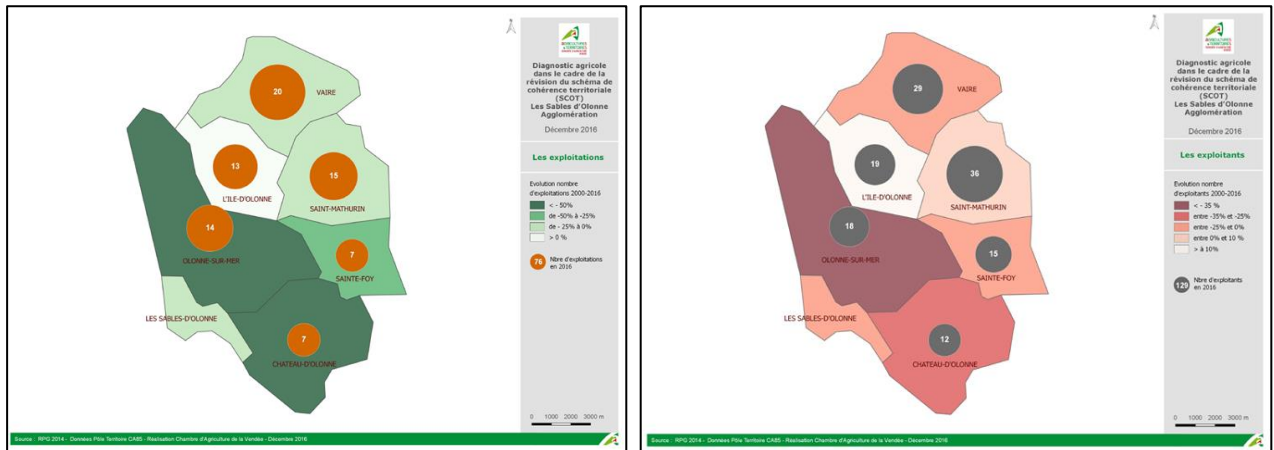 Diagnostic agricole
dans le cadre de la
révision du schéma de
cohérence territoriale
(SCOT)
Les Sables d'Olonne
Agglomération
Décembre 2016
Les exploitations
Evolution nombre
d'exploitations 2000-2016
< - 50%
de -50% à -25%
de - 25% à 0%
> 0 %
76
Nbre d'exploitations
en 2016
0 1000 2000 3000 m
20
VAIRE
13
L'ILE-D'OLONNE
15
SAINT-MATHURIN
14
OLONNE-SUR-MER
7
SAINTE-FOY
LES SABLES-D'OLONNE
7
CHATEAU-D'OLONNE
Source : RPG 2014 - Données Pôle Territoire CA85 - Réalisation Chambre d'Agriculture de la Vendée - Décembre 2016
Diagnostic agricole
dans le cadre de la
révision du schéma de
cohérence territoriale
(SCOT)
Les Sables d'Olonne
Agglomération
Décembre 2016
Les exploitants
Evolution nombre
d'exploitants 2000-2016
< - 35 %
entre -35% et -25%
entre -25% et 0%
entre 0% et 10 %
> à 10%
129
Nbre d'exploitants
en 2016
0 1000 2000 3000 m
29
VAIRE
19
L'ILE-D'OLONNE
36
SAINT-MATHURIN
18
OLONNE-SUR-MER
15
SAINTE-FOY
LES SABLES-D'OLONNE
12
CHATEAU-D'OLONNE
Source : RPG 2014 - Données Pôle Territoire CA85 - Réalisation Chambre d'Agriculture de la Vendée - Décembre 2016